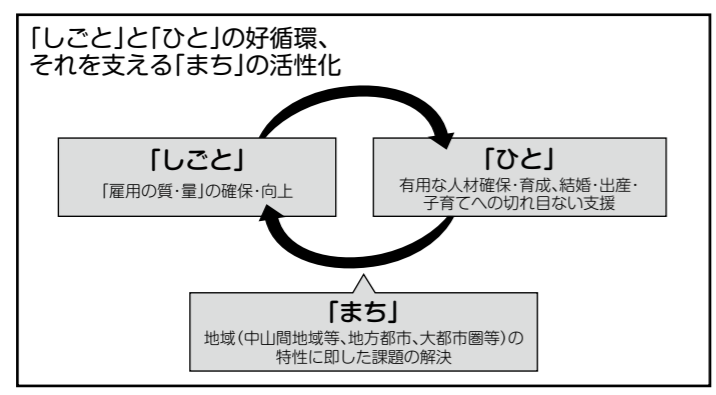 「しごと」と「ひと」の好循環、
それを支える「まち」の活性化
「しごと」
「雇用の質・量」の確保・向上
「ひと」
有用な人材確保・育成、結婚・出産・
子育てへの切れ目ない支援
「まち」
地域(中山間地域等、地方都市、大都市圏等)の
特性に即した課題の解決